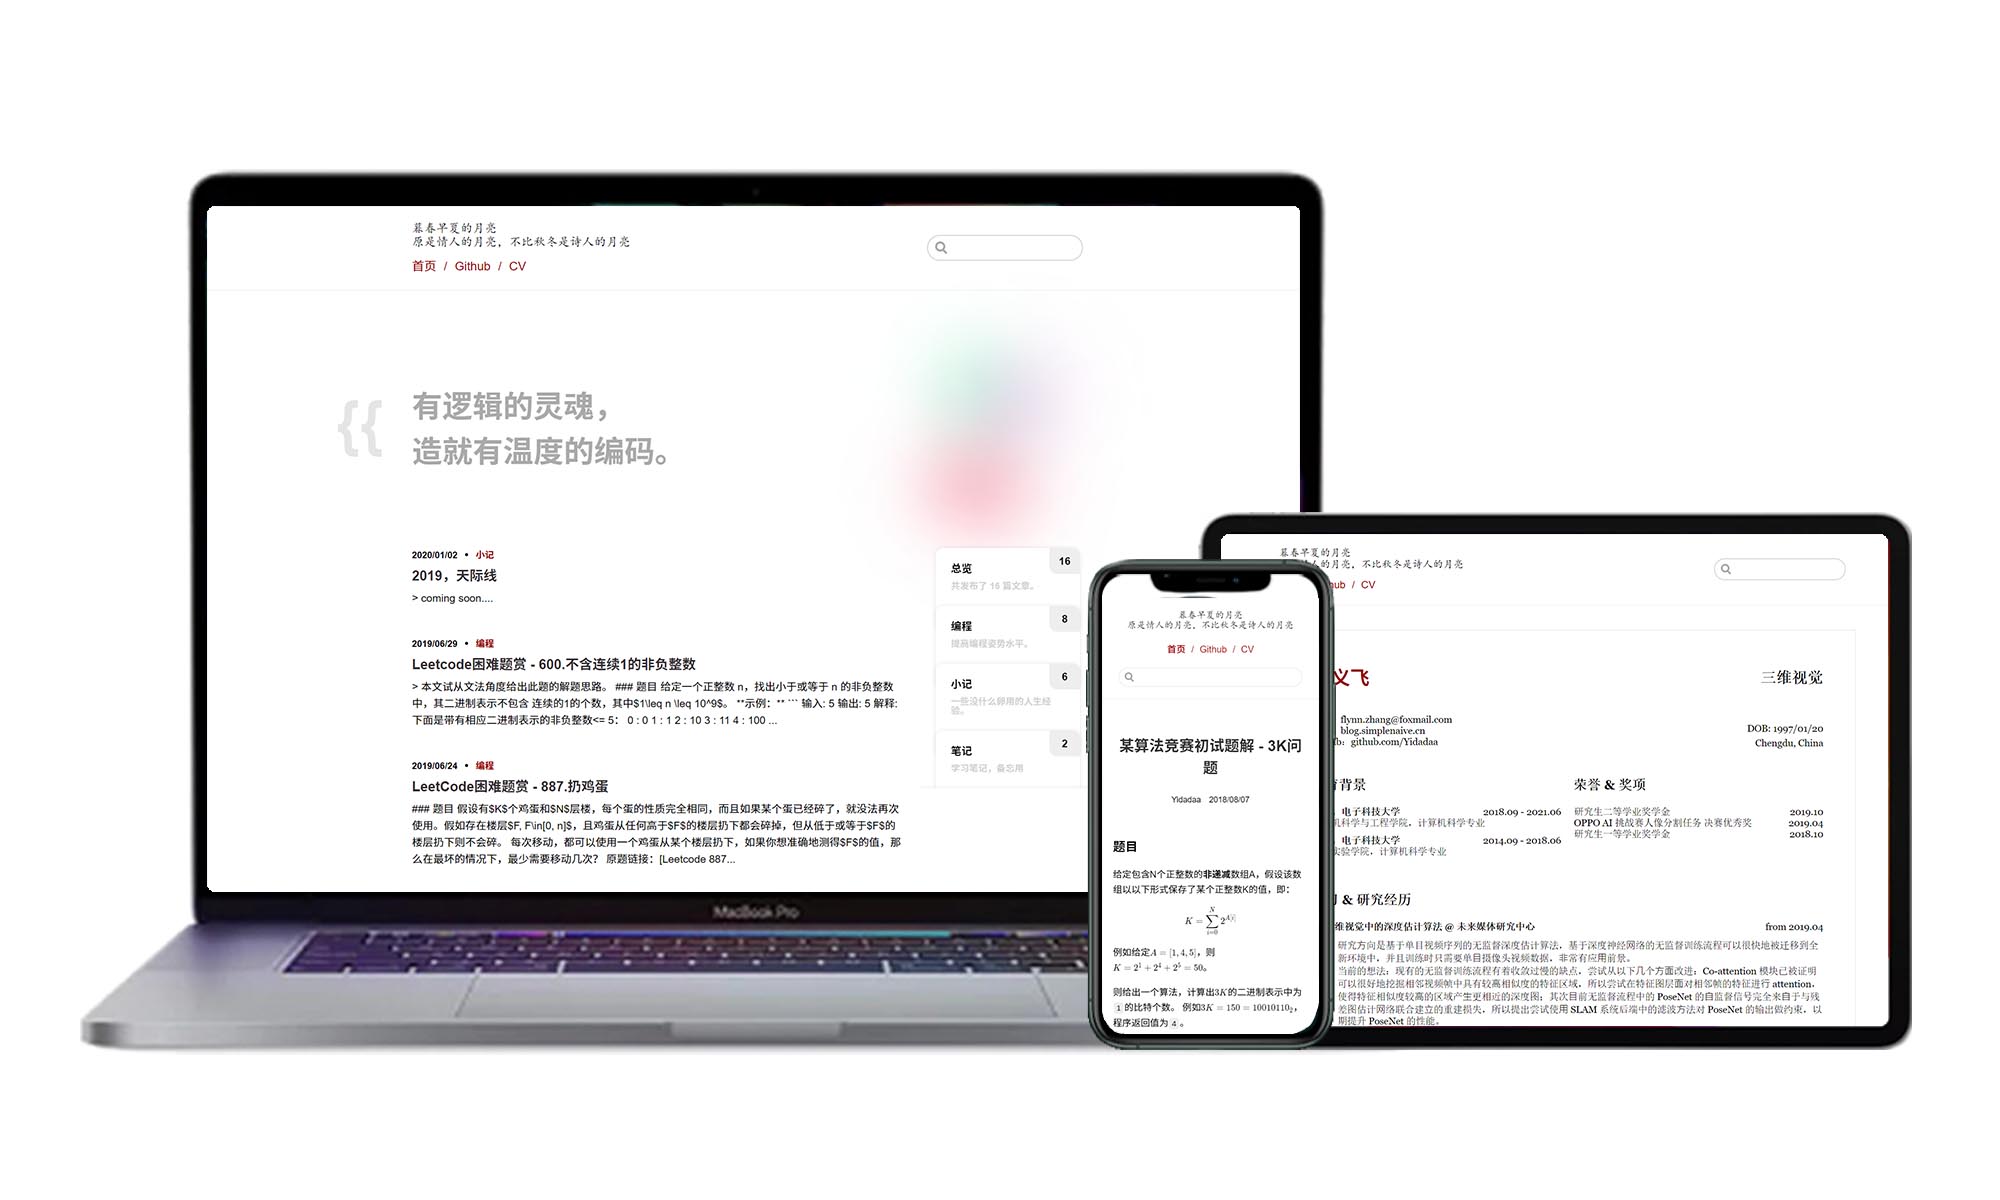 暮春早夏的月亮
原是情人的月亮，不比秋冬是诗人的月亮
首页 / Github / CV
{{
有逻辑的灵魂，
造就有温度的编码。
2020/01/02 • 小记
2019，天际线
> coming soon....
2019/06/29 • 编程
Leetcode困难题赏 - 600.不含连续1的非负整数
> 本文试从文法角度给出此题的解题思路。 ### 题目 给定一个正整数 n，找出小于或等于 n 的非负整数
中，其二进制表示不包含 连续的1的个数，其中$1\leq n \leq 10^9$。 **示例：** ``` 输入: 5 输出: 5 解释:
下面是带有相应二进制表示的非负整数<= 5： 0 : 0 1 : 1 2 : 10 3 : 11 4 : 100 ...
2019/06/24 • 编程
LeetCode困难题赏 - 887.扔鸡蛋
### 题目 假设有$K$个鸡蛋和$N$层楼，每个蛋的性质完全相同，而且如果某个蛋已经碎了，就没法再次
使用。假如存在楼层$F, F\in[0, n]$，且鸡蛋从任何高于$F$的楼层扔下都会碎掉，但从低于或等于$F$的
楼层扔下则不会碎。 每次移动，都可以使用一个鸡蛋从某个楼层扔下，如果你想准确地测得$F$的值，那
么在最坏的情况下，最少需要移动几次？ 原题链接：[Leetcode 887...
总览 16
共发布了 16 篇文章。
编程 8
提高编程姿势水平。
小记 6
一些没什么卵用的人生经
验。
笔记 2
学习笔记，备忘用
MacBook Pro
暮春早夏的月亮
原是情人的月亮，不比秋冬是诗人的月亮
首页 / Github / CV
某算法竞赛初试题解 - 3K问
题
Yidadaa 2018/08/07
题目
给定包含N个正整数的非递减数组A，假设该数
组以以下形式保存了某个正整数K的值，即：
K = ∑_{i=0}^{N} 2^{A[i]}
例如给定A = [1, 4, 5]，则
K = 2^1 + 2^4 + 2^5 = 50。
则给出一个算法，计算出3K的二进制表示中为
1 的比特个数。 例如3K = 150 = 10010110_2，
程序返回值为 4 。
暮春早夏的月亮
人的月亮，不比秋冬是诗人的月亮
hub / CV
义飞
三维视觉
flynn.zhang@foxmail.com
blog.simplenaive.cn
github.com/Yidadaa
DOB: 1997/01/20
Chengdu, China
背景
电子科技大学 2018.09 - 2021.06
机科学与工程学院，计算机科学专业
电子科技大学 2014.09 - 2018.06
实验学院，计算机科学专业
荣誉 & 奖项
研究生二等学业奖学金 2019.10
OPPO AI 挑战赛人像分割任务 决赛优秀奖 2019.04
研究生一等学业奖学金 2018.10
& 研究经历
维视觉中的深度估计算法 @ 未来媒体研究中心 from 2019.04
研究方向是基于单目视频序列的无监督深度估计算法，基于深度神经网络的无监督训练流程可以很快地被迁移到全
新环境中，并且训练时只需要单目摄像头视频数据，非常有应用前景。
当前的想法：现有的无监督训练流程有着收敛过慢的缺点，尝试从以下几个方面改进：Co-attention 模块已被证明
可以很好地挖掘相邻视频帧中具有较高相似度的特征区域，所以尝试在特征图层面对相邻帧的特征进行 attention，
使得特征相似度较高的区域产生更相近的深度图；其次目前无监督流程中的 PoseNet 的自监督信号完全来自于与残
差图估计网络联合建立的重建损失，所以提出尝试使用 SLAM 系统后端中的滤波方法对 PoseNet 的输出做约束，以
期提升 PoseNet 的性能。